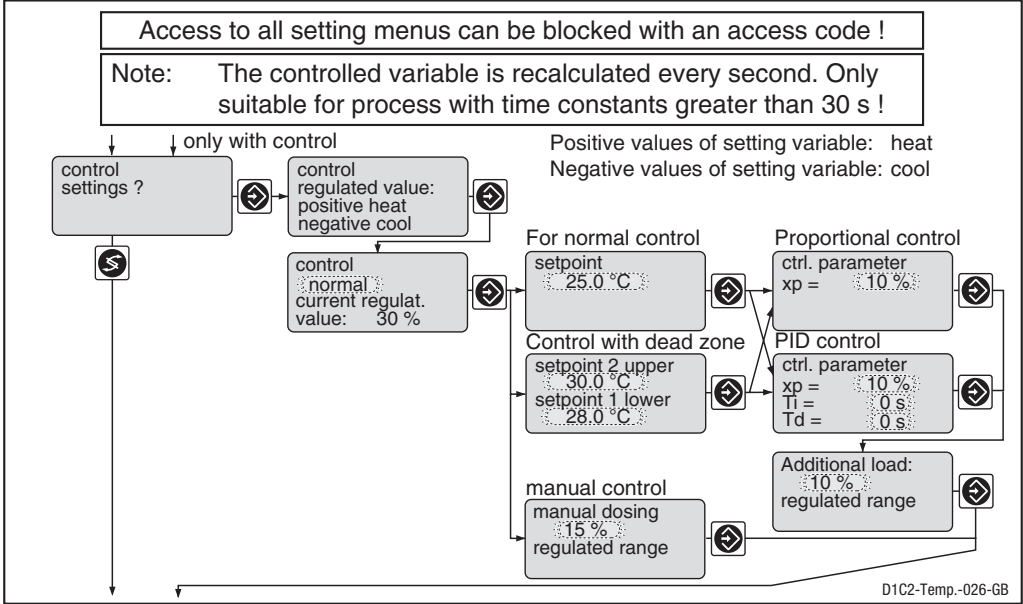 Access to all setting menus can be blocked with an access code !
Note: The controlled variable is recalculated every second. Only
suitable for process with time constants greater than 30 s !
only with control
Positive values of setting variable: heat
Negative values of setting variable: cool
control
settings ?
control
regulated value:
positive heat
negative cool
control
normal
current regulat.
value: 30 %
For normal control
setpoint
25.0 °C
Proportional control
ctrl. parameter
xp = 10 %
Control with dead zone
setpoint 2 upper
30.0 °C
setpoint 1 lower
28.0 °C
PID control
ctrl. parameter
xp = 10 %
Ti = 0 s
Td = 0 s
Additional load:
10 %
regulated range
manual control
manual dosing
15 %
regulated range
D1C2-Temp.-026-GB